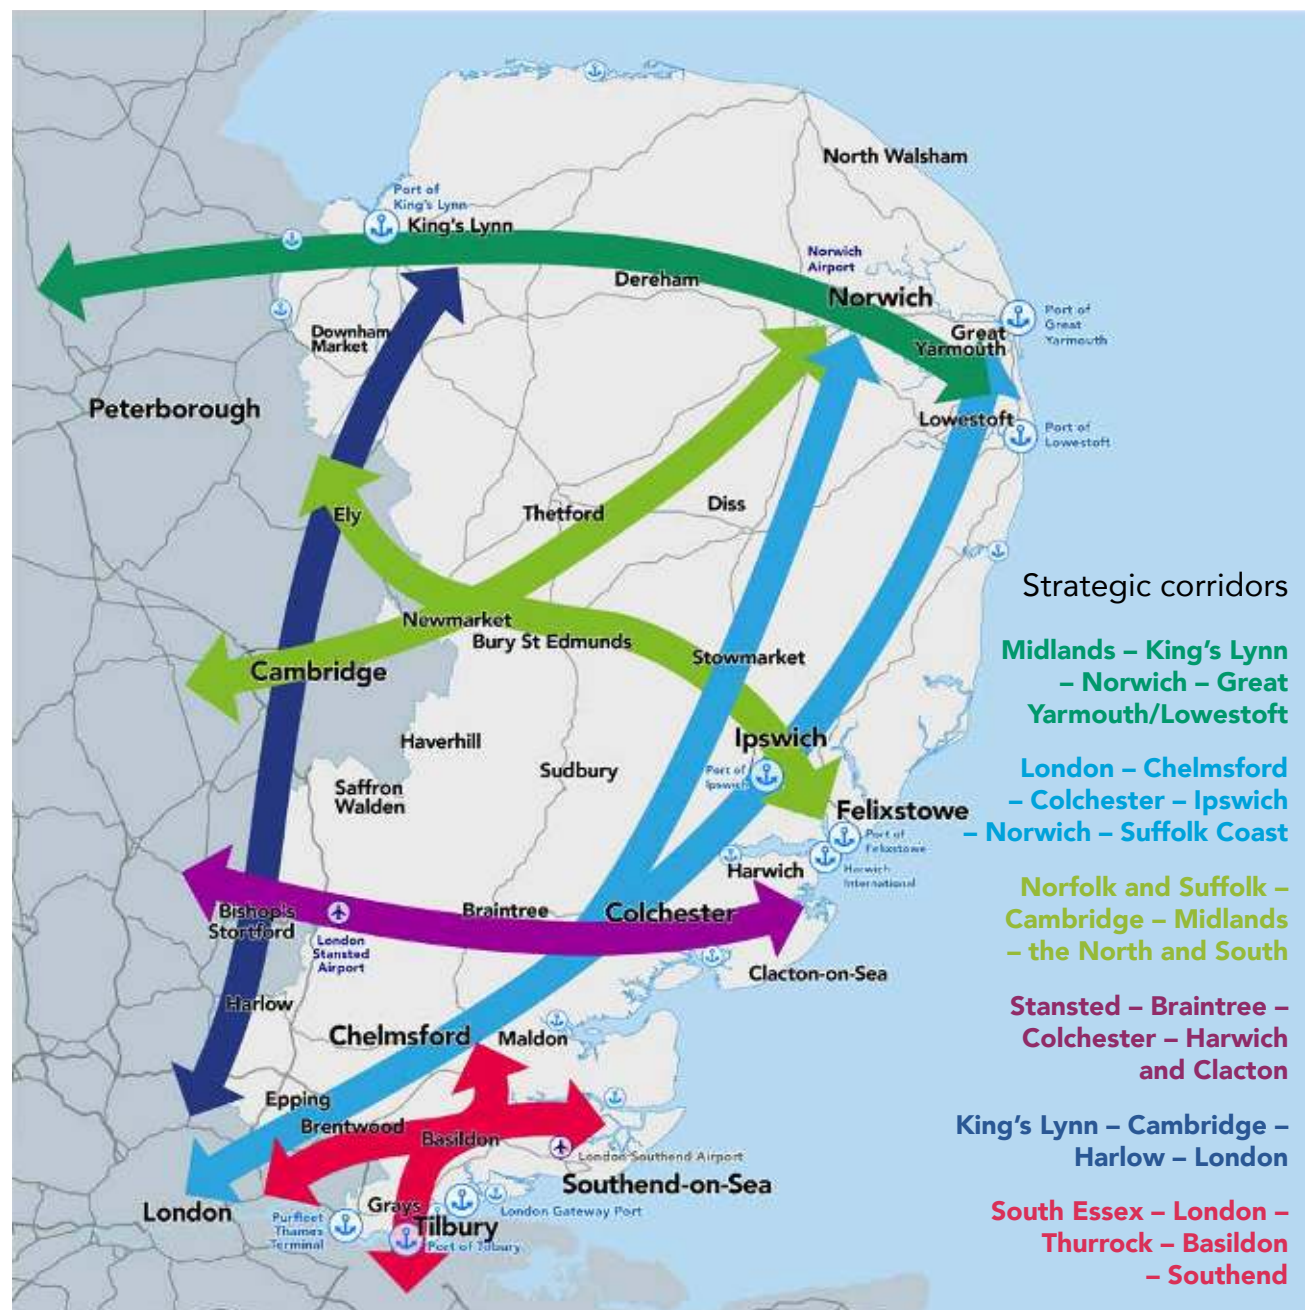 North Walsham
Port of
King's Lynn
King's Lynn
Norwich
Airport
Dereham
Norwich
Port of
Great
Yarmouth
Great
Yarmouth
Downham
Market
Peterborough
Lowestoft
Port of
Lowestoft
Ely
Thetford
Diss
Strategic corridors
Newmarket
Bury St Edmunds
Stowmarket
Cambridge
Midlands – King's Lynn
– Norwich – Great
Yarmouth/Lowestoft
Haverhill
Ipswich
Sudbury
Port of
Ipswich
Saffron
Walden
London – Chelmsford
– Colchester – Ipswich
– Norwich – Suffolk Coast
Felixstowe
Port of
Felixstowe
Harwich
Harwich
International
Norfolk and Suffolk –
Cambridge – Midlands
– the North and South
Bishop's
Stortford
Braintree
Colchester
London
Stansted
Airport
Clacton-on-Sea
Harlow
Stansted – Braintree –
Colchester – Harwich
and Clacton
Chelmsford
Maldon
Epping
Brentwood
Basildon
King's Lynn – Cambridge –
Harlow – London
London Southend Airport
Southend-on-Sea
London
Grays
London Gateway Port
Purfleet
Thames
Terminal
Tilbury
Port of Tilbury
South Essex – London –
Thurrock – Basildon
– Southend